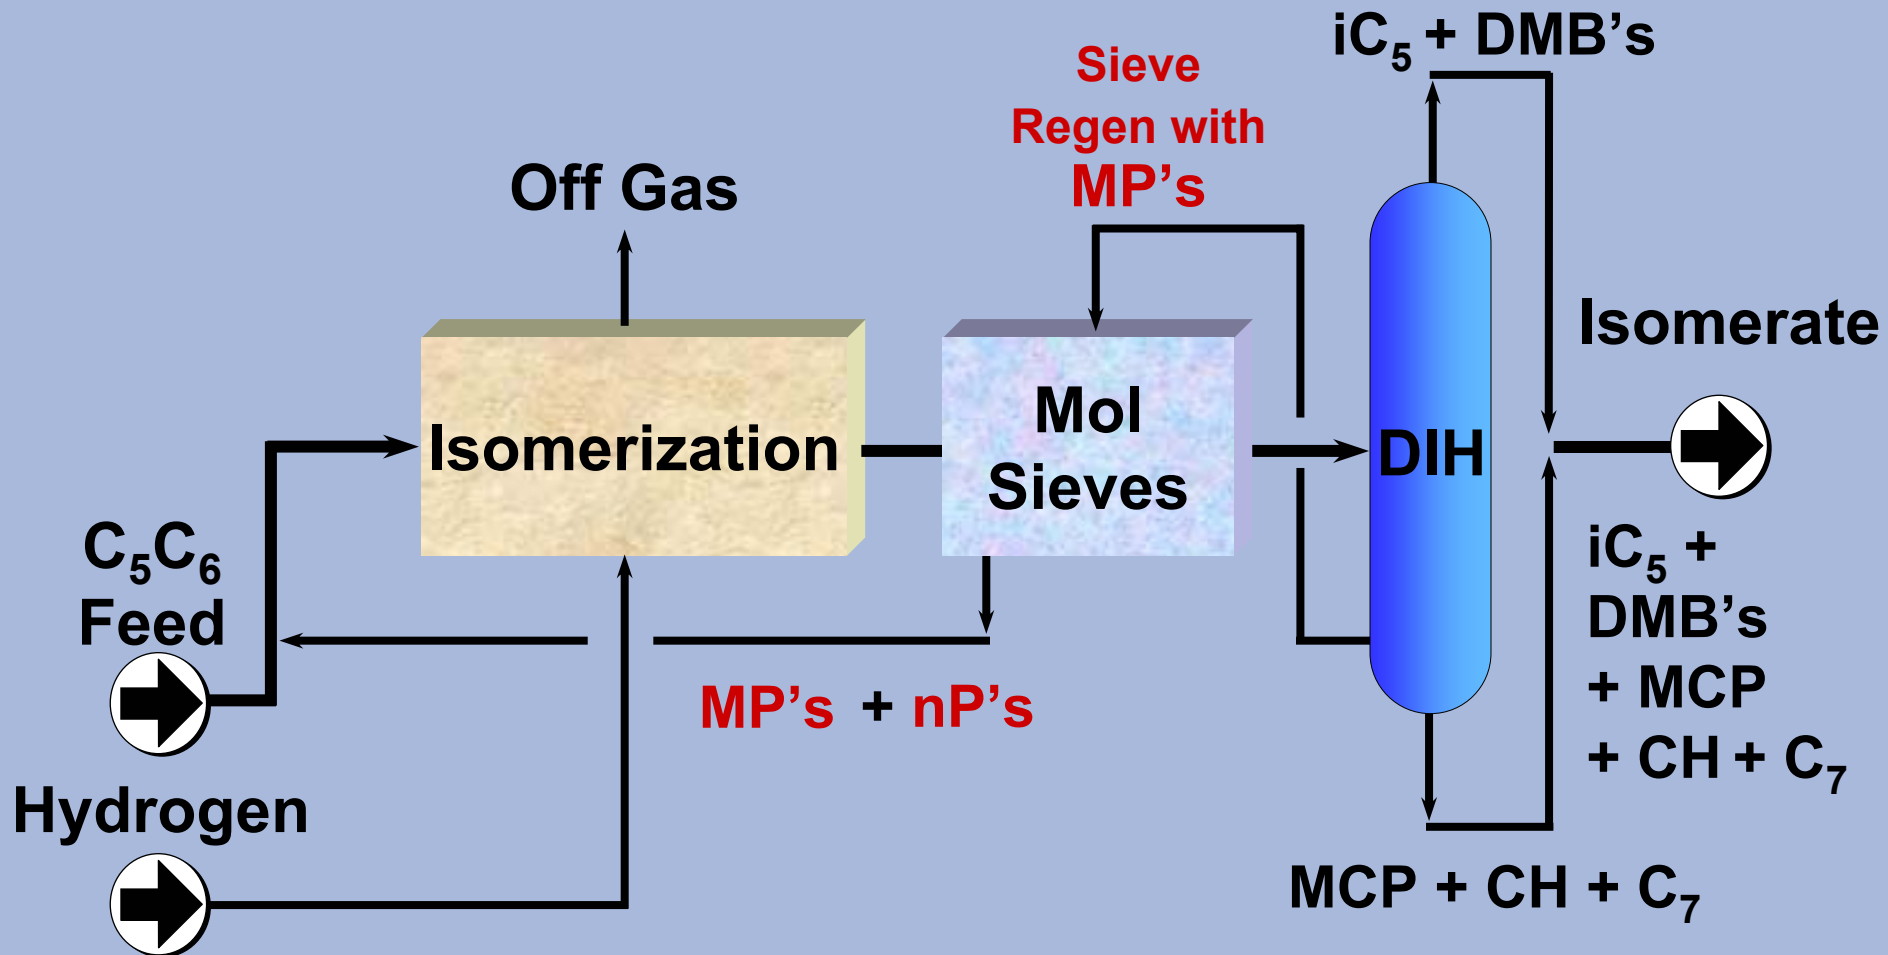 iC₅ + DMB’s
Sieve
Regen with
MP’s
Off Gas
Isomerate
Isomerization
Mol
Sieves
DIH
C₅C₆
Feed
iC₅ +
DMB’s
+ MCP
+ CH + C₇
MP’s + nP’s
Hydrogen
MCP + CH + C₇